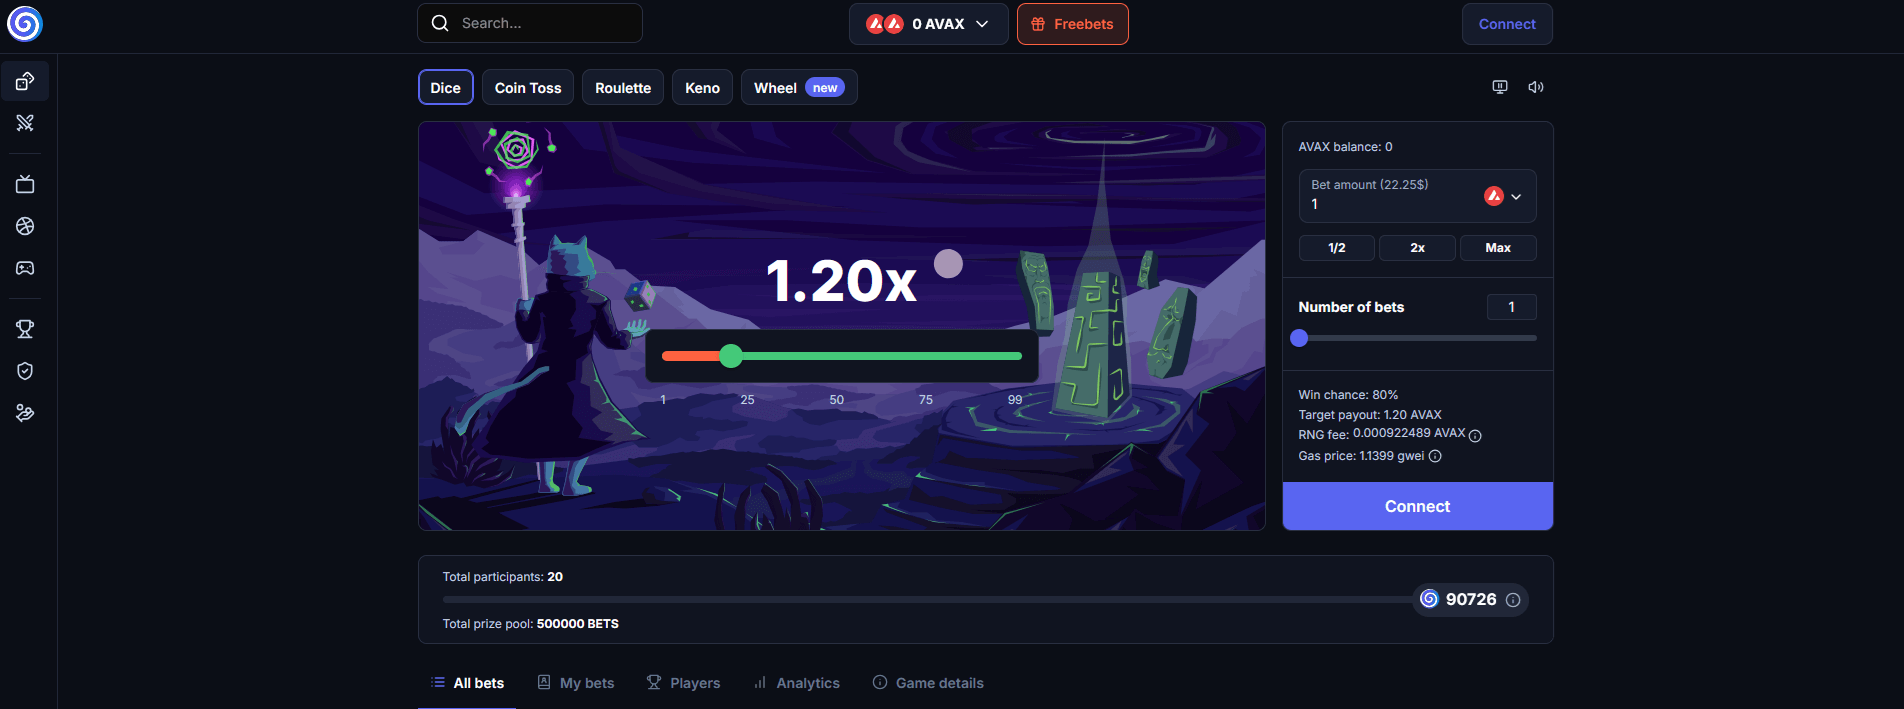 Search...
0 AVAX
Freebets
Connect
Dice
Coin Toss
Roulette
Keno
Wheel new
1.20x
1 25 50 75 99
AVAX balance: 0
Bet amount (22.25$)
1
1/2 2x Max
Number of bets 1
Win chance: 80%
Target payout: 1.20 AVAX
RNG fee: 0.000922489 AVAX
Gas price: 1.1399 gwei
Connect
Total participants: 20
90726
Total prize pool: 500000 BETS
All bets
My bets
Players
Analytics
Game details